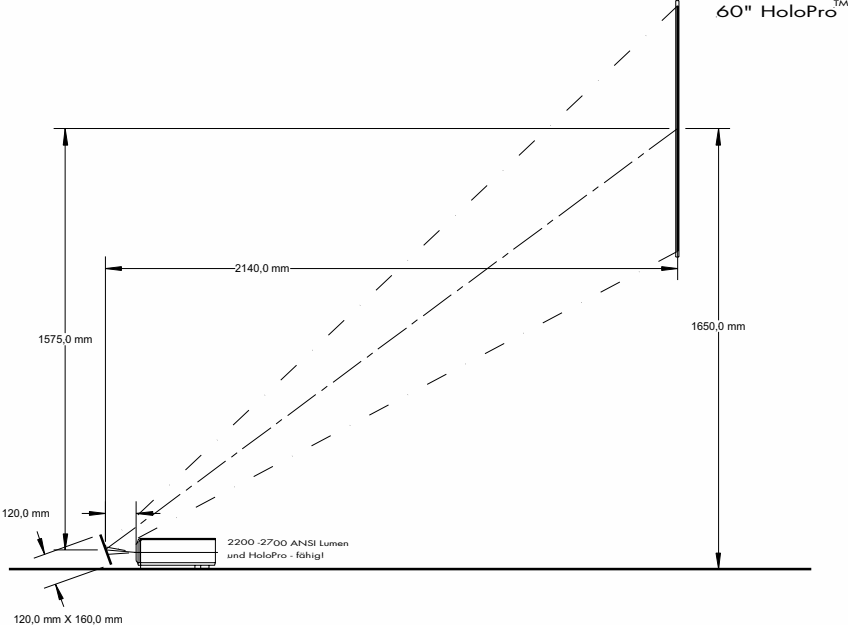 60" HoloPro™
2140,0 mm
1575,0 mm
1650,0 mm
120,0 mm
2200 -2700 ANSI Lumen
und HoloPro - fähig!
120,0 mm X 160,0 mm